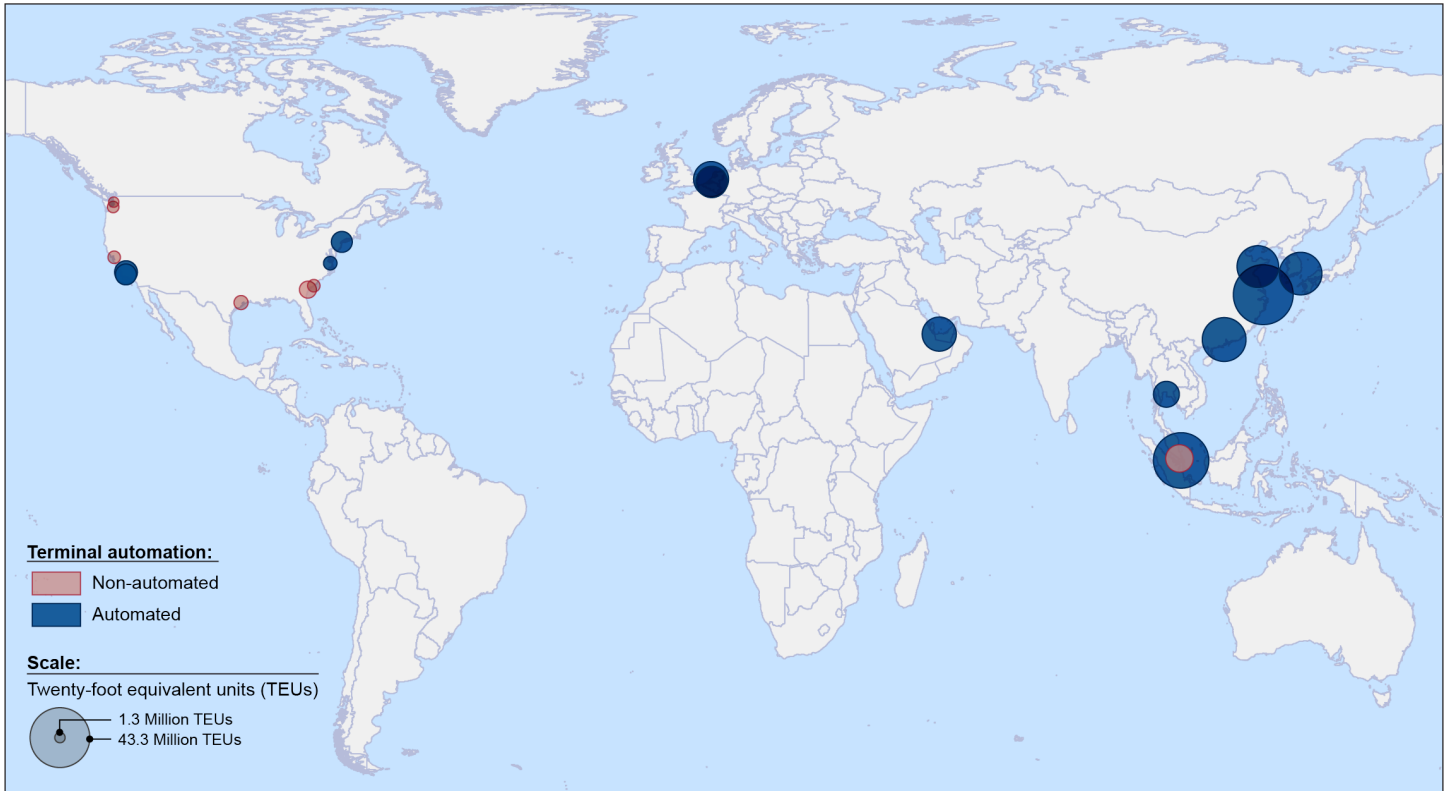 Terminal automation:
Non-automated
Automated
Scale:
Twenty-foot equivalent units (TEUs)
1.3 Million TEUs
43.3 Million TEUs